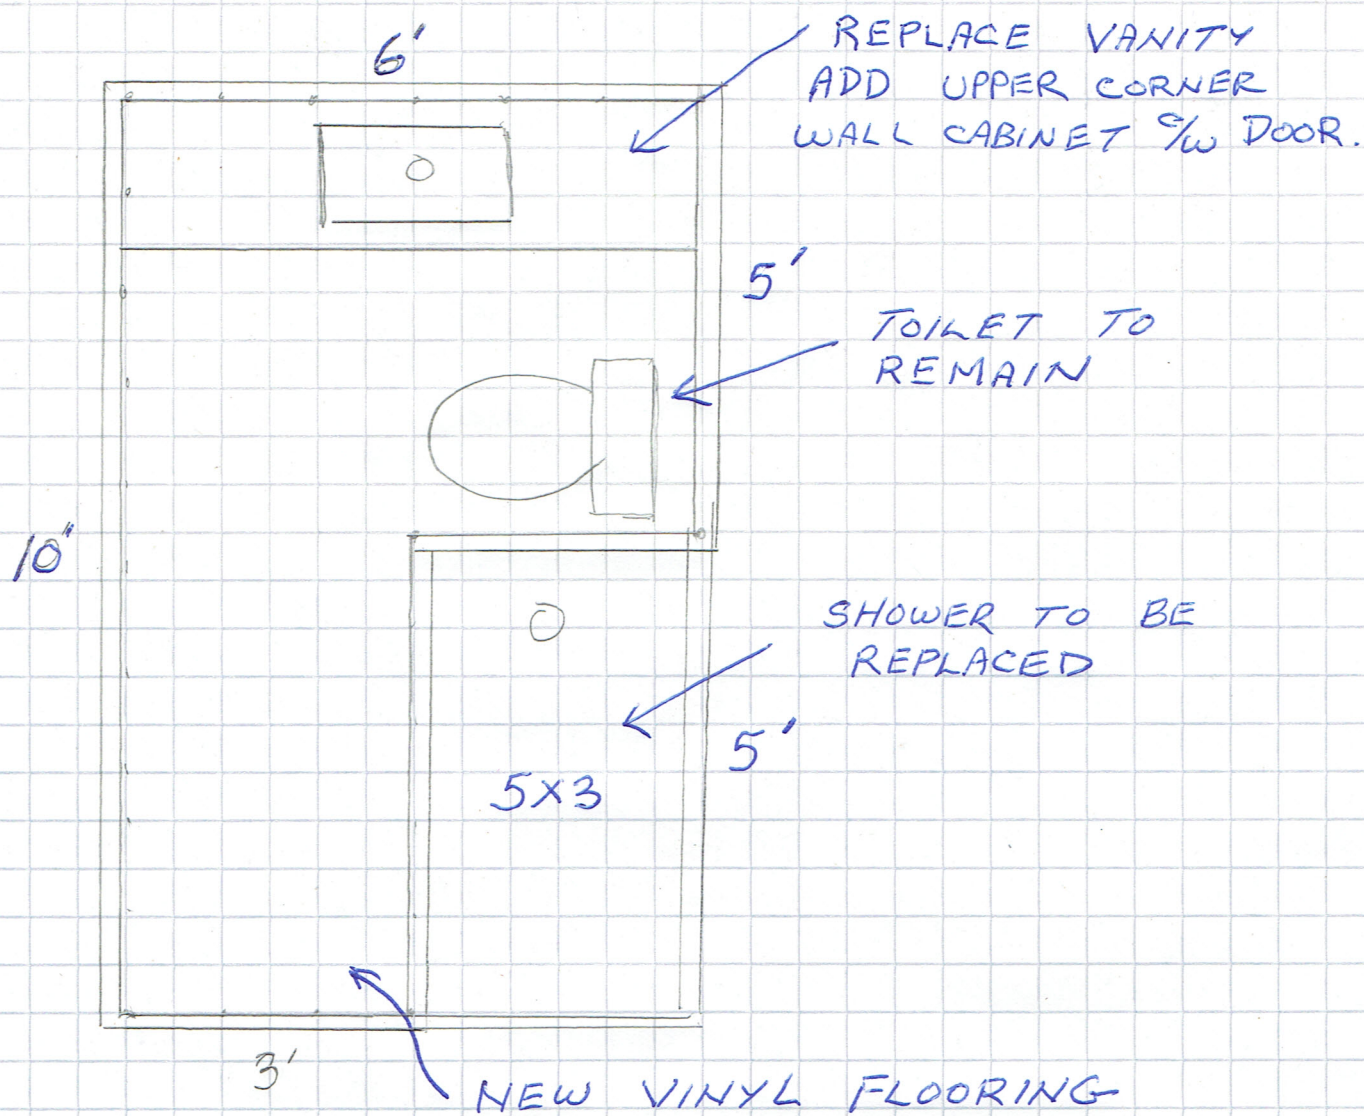 6'
REPLACE VANITY
ADD UPPER CORNER
WALL CABINET c/w DOOR.
5'
TOILET TO
REMAIN
10'
SHOWER TO BE
REPLACED
5'
5X3
3'
NEW VINYL FLOORING